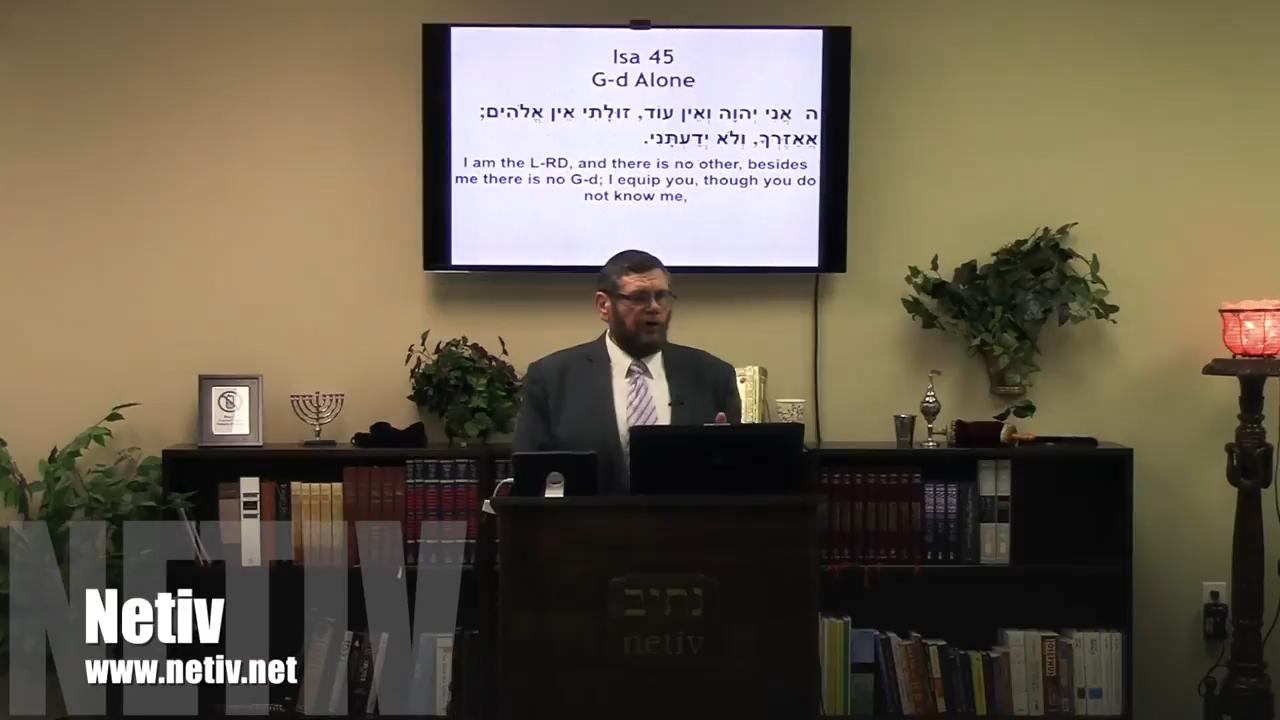 Isa 45
G-d Alone
ה אֲנִי יְהוָה וְאֵין עוֹד, זוּלָתִי אֵין אֱלֹהִים;
אֲאַזֶּרְךָ, וְלֹא יְדַעְתָּנִי.
I am the L-RD, and there is no other, besides
me there is no G-d; I equip you, though you do
not know me,
נתיב
netiv
NETIV
Netiv
www.netiv.net